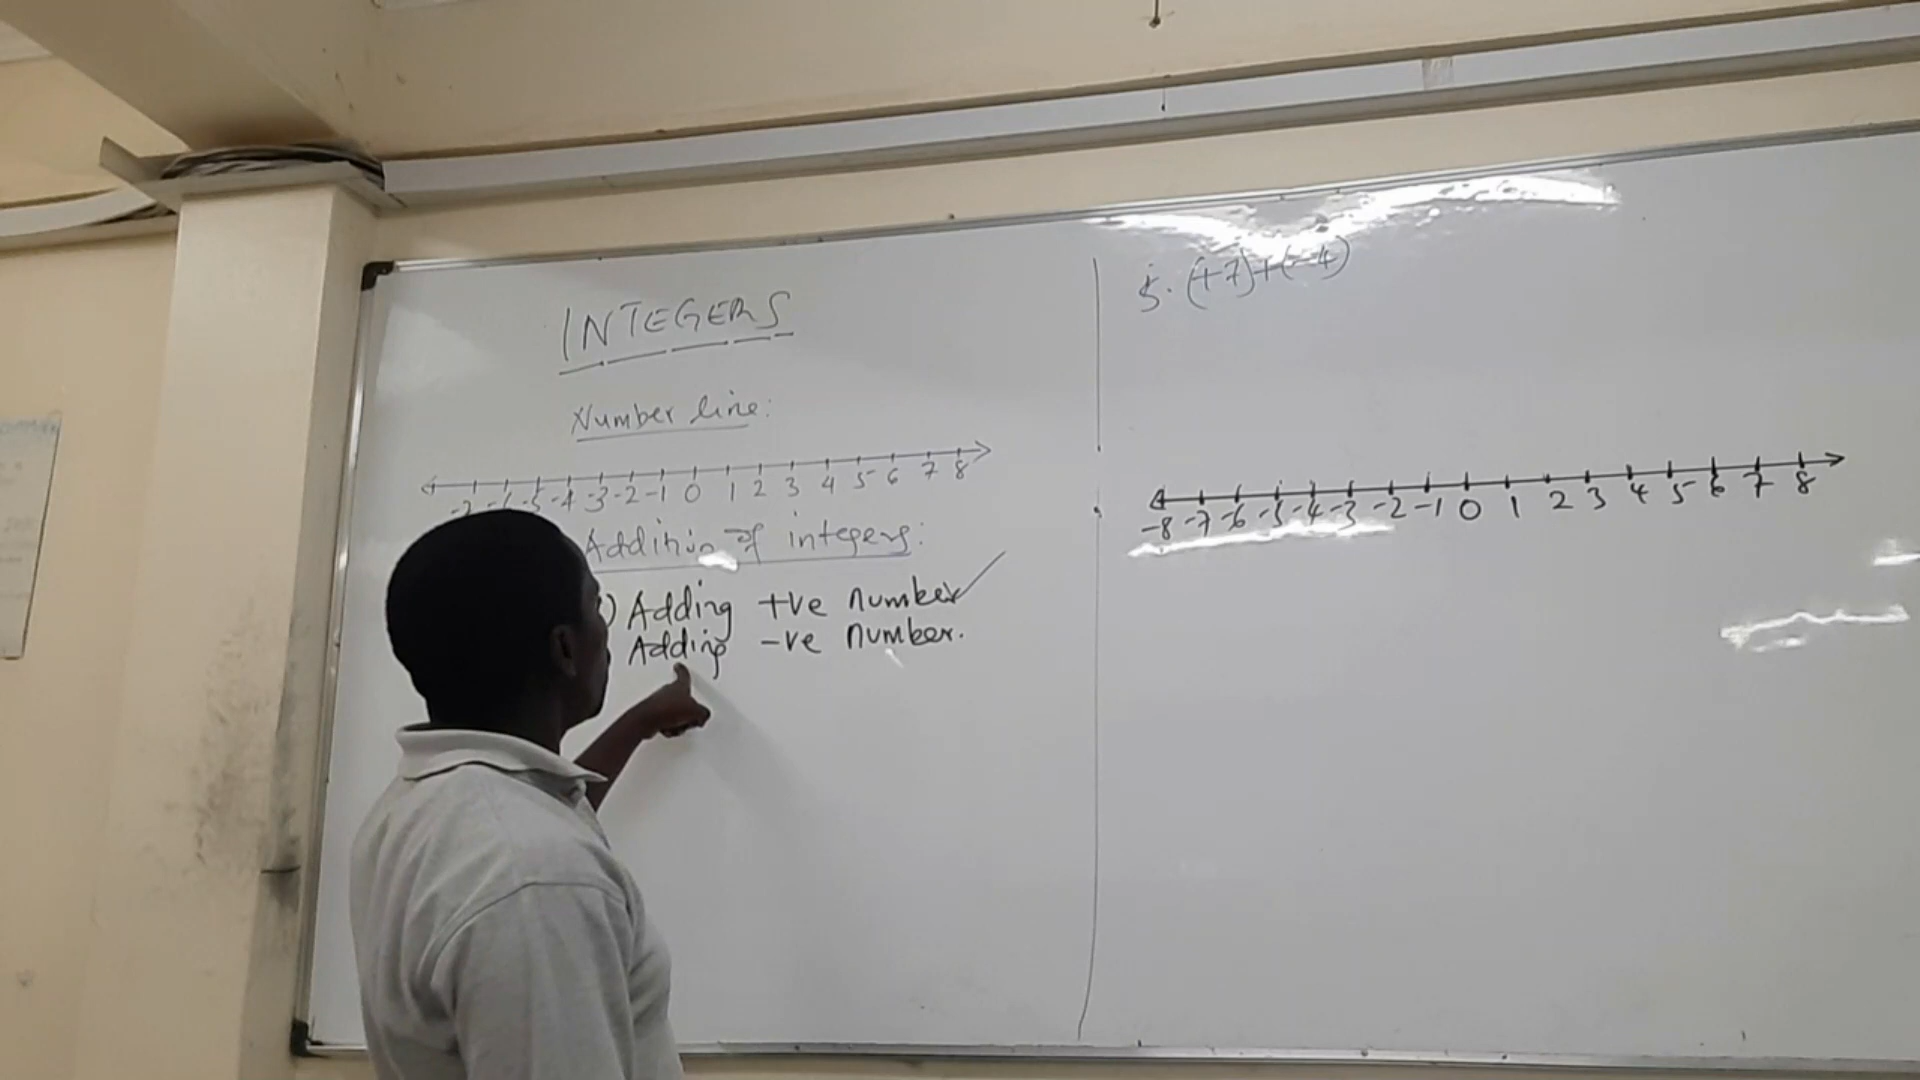 INTEGERS
Number line:
-5 -4 -3 -2 -1 0 1 2 3 4 5 6 7 8
Addition of integers:
) Adding +ve number
Adding -ve number.
5. (+7)+(-4)
-8 -7 -6 -5 -4 -3 -2 -1 0 1 2 3 4 5 6 7 8